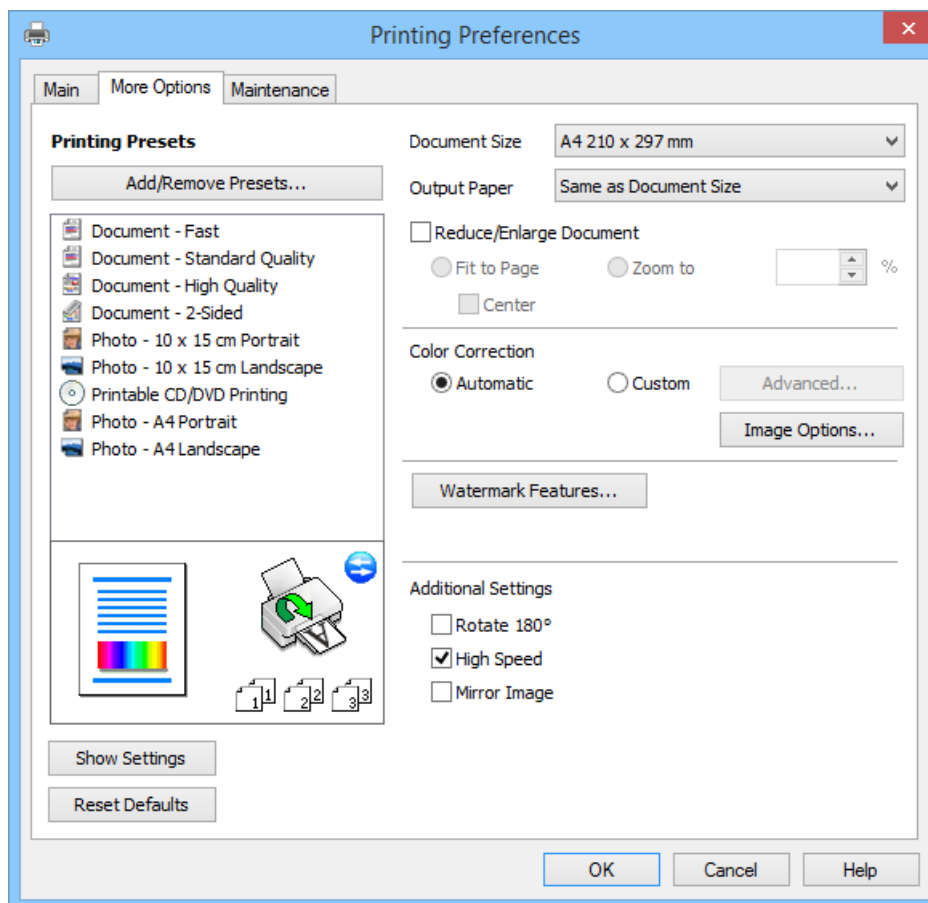 Printing Preferences
Main
More Options
Maintenance
Printing Presets
Add/Remove Presets...
Document - Fast
Document - Standard Quality
Document - High Quality
Document - 2-Sided
Photo - 10 x 15 cm Portrait
Photo - 10 x 15 cm Landscape
Printable CD/DVD Printing
Photo - A4 Portrait
Photo - A4 Landscape
A
1 1 2 2 3 3
Show Settings
Reset Defaults
Document Size A4 210 x 297 mm
Output Paper Same as Document Size
Reduce/Enlarge Document
Fit to Page Zoom to %
Center
Color Correction
Automatic Custom Advanced...
Image Options...
Watermark Features...
Additional Settings
Rotate 180°
High Speed
Mirror Image
OK Cancel Help